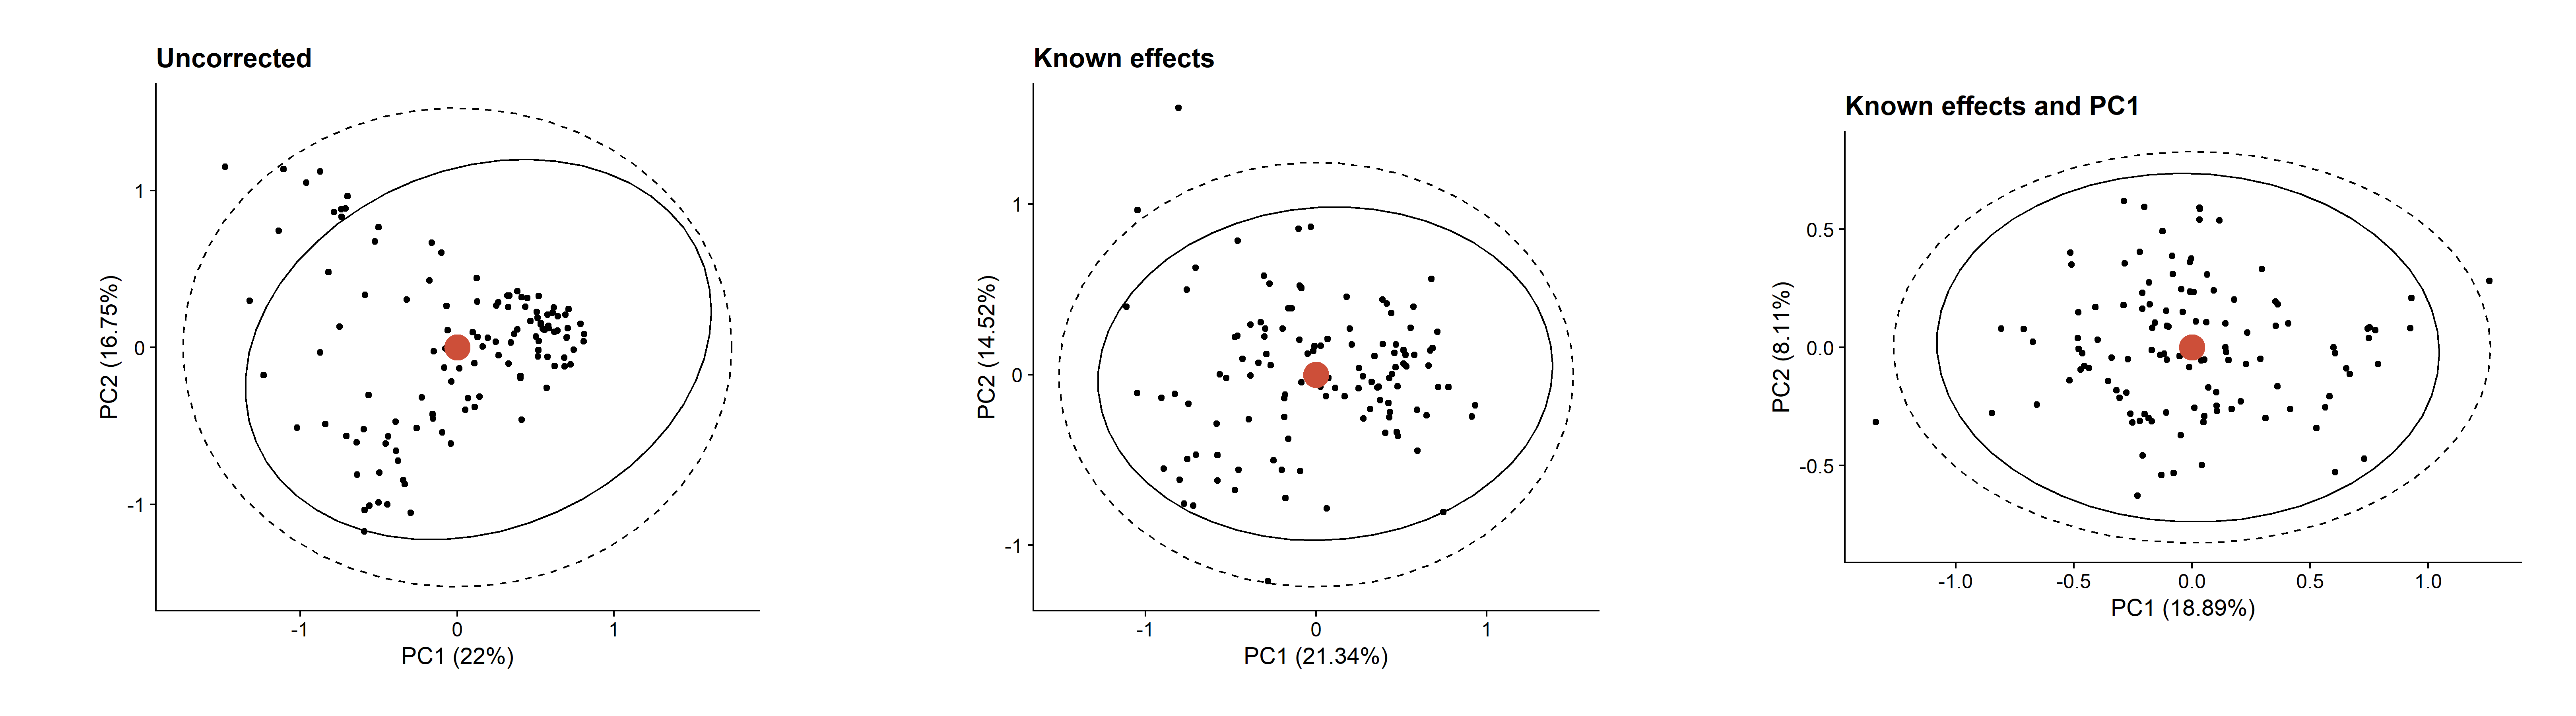 Uncorrected
1
0
-1
PC2 (16.75%)
-1
0
1
PC1 (22%)
Known effects
1
0
-1
PC2 (14.52%)
-1
0
1
PC1 (21.34%)
Known effects and PC1
0.5
0.0
-0.5
PC2 (8.11%)
-1.0
-0.5
0.0
0.5
1.0
PC1 (18.89%)